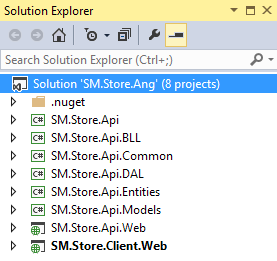 Solution Explorer
Search Solution Explorer (Ctrl+;)
Solution 'SM.Store.Ang' (8 projects)
.nuget
C# SM.Store.Api
C# SM.Store.Api.BLL
C# SM.Store.Api.Common
C# SM.Store.Api.DAL
C# SM.Store.Api.Entities
C# SM.Store.Api.Models
SM.Store.Api.Web
SM.Store.Client.Web